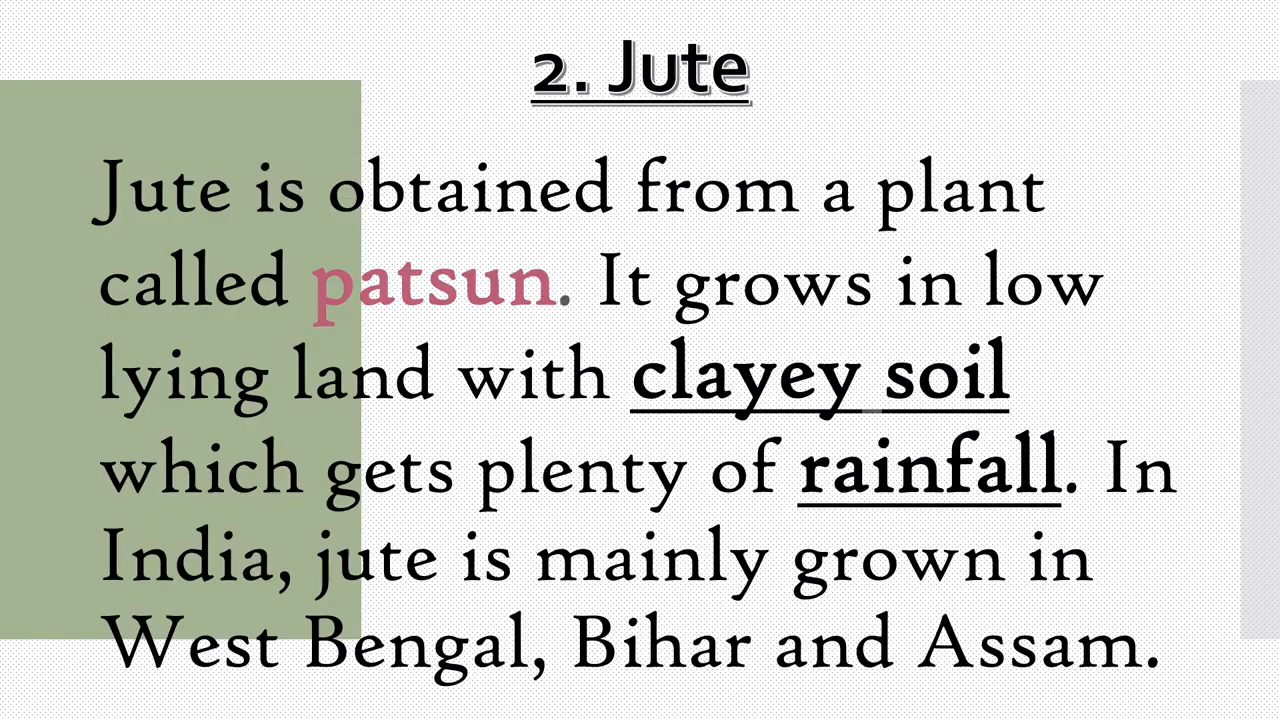 2. Jute
Jute is obtained from a plant
called patsun. It grows in low
lying land with clayey soil
which gets plenty of rainfall. In
India, jute is mainly grown in
West Bengal, Bihar and Assam.